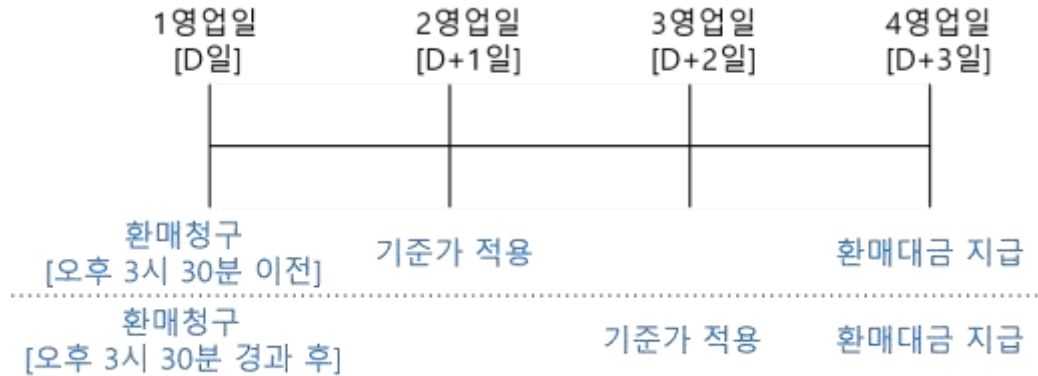 1영업일 2영업일 3영업일 4영업일
[D일] [D+1일] [D+2일] [D+3일]
환매청구
[오후 3시 30분 이전] 기준가 적용 환매대금 지급
환매청구
[오후 3시 30분 경과 후] 기준가 적용 환매대금 지급